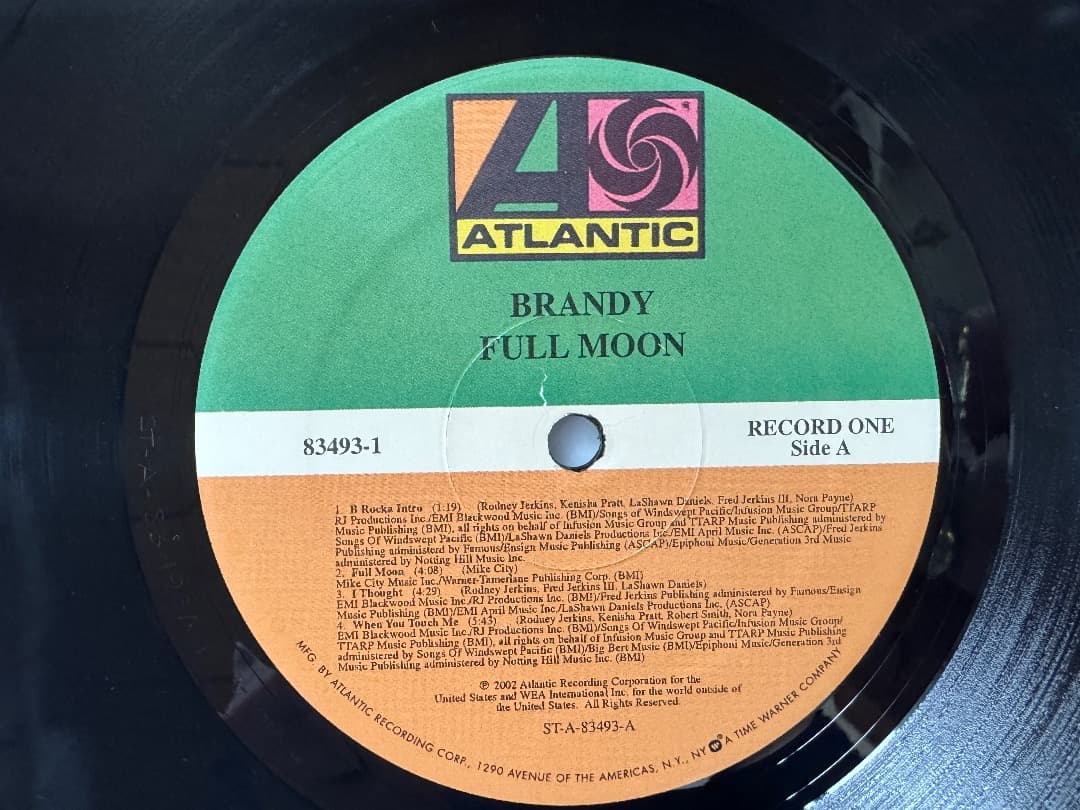 ATLANTIC
BRANDY
FULL MOON
83493-1
RECORD ONE
Side A
1 B Rocka Intro (1:19) (Rodney Jerkins, Kenisha Pratt, LaShawn Daniels, Fred Jerkins III, Nora Payne)
RJ Productions Inc./EMI Blackwood Music Inc. (BMI)/Songs of Windswept Pacific/Infusion Music Group/TTARP
Music Publishing (BMI), all rights on behalf of Infusion Music Group and TTARP Music Publishing administered by
Songs Of Windswept Pacific (BMI)/LaShawn Daniels Productions Inc./EMI April Music Inc. (ASCAP)/Fred Jerkins
Publishing administerd by Famous/Ensign Music Publishing (ASCAP)/Epiphoni Music/Generation 3rd Music
administered by Notting Hill Music Inc.
2. Full Moon (4:08) (Mike City)
Mike City Music Inc./Warner-Tamerlane Publishing Corp. (BMI)
3. I Thought (4:29) (Rodney Jerkins, Fred Jerkins III, LaShawn Daniels)
EMI Blackwood Music Inc./RJ Productions Inc. (BMI)/Fred Jerkins Publishing administered by Famous/Ensign
Music Publishing (BMI)/EMI April Music Inc./LaShawn Daniels Productions Inc. (ASCAP)
4. When You Touch Me (5:43) (Rodney Jerkins, Kenisha Pratt, Robert Smith, Nora Payne)
EMI Blackwood Music Inc./RJ Productions Inc. (BMI)/Songs Of Windswept Pacific/Infusion Music Group/
TTARP Music Publishing (BMI), all rights on behalf of Infusion Music Group and TTARP Music Publishing
administered by Songs Of Windswept Pacific (BMI)/Big Bert Music (BMI)/Epiphoni Music/Generation 3rd
Music Publishing administered by Notting Hill Music Inc. (BMI)
℗ 2002 Atlantic Recording Corporation for the
United States and WEA International Inc. for the world outside of
the United States. All Rights Reserved.
ST-A-83493-A
MFG. BY ATLANTIC RECORDING CORP., 1290 AVENUE OF THE AMERICAS, N.Y., NY A TIME WARNER COMPANY